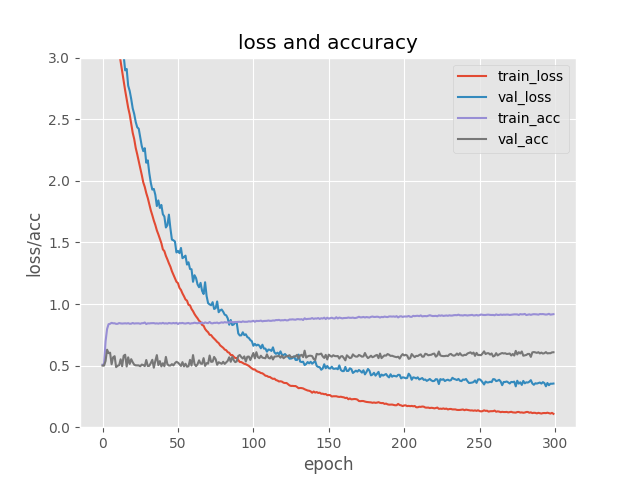 loss and accuracy
3.0
2.5
2.0
1.5
1.0
0.5
0.0
loss/acc
train_loss
val_loss
train_acc
val_acc
0 50 100 150 200 250 300
epoch